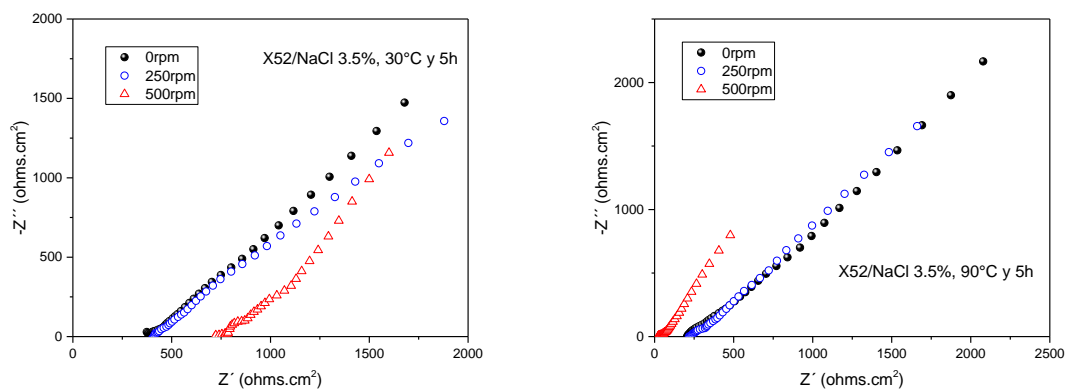 2000
1500
1000
500
0
-Z´´ (ohms.cm²)
0rpm
250rpm
500rpm
X52/NaCl 3.5%, 30°C y 5h
0 500 1000 1500 2000
Z´ (ohms.cm²)
2000
1000
0
-Z´´ (ohms.cm²)
0rpm
250rpm
500rpm
X52/NaCl 3.5%, 90°C y 5h
0 500 1000 1500 2000 2500
Z´ (ohms.cm²)